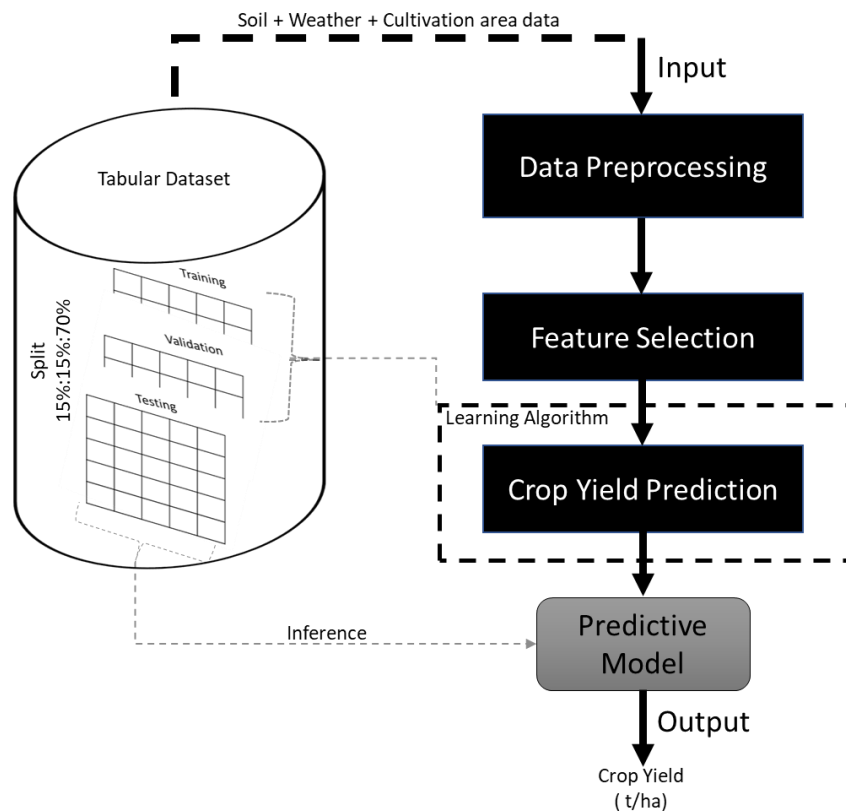 Soil + Weather + Cultivation area data
Input
Data Preprocessing
Tabular Dataset
Training
Validation
Testing
Split
15%:15%:70%
Feature Selection
Learning Algorithm
Crop Yield Prediction
Inference
Predictive
Model
Output
Crop Yield
( t/ha)